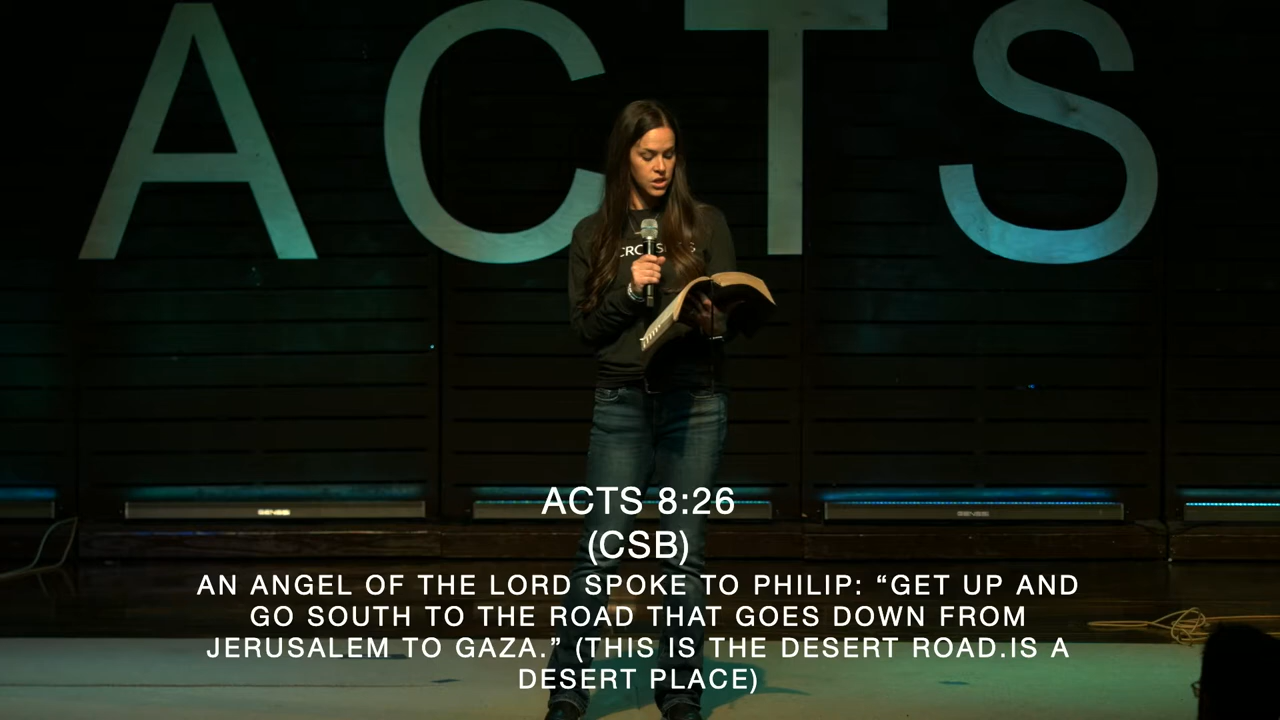 ACTS
ACTS 8:26
(CSB)
AN ANGEL OF THE LORD SPOKE TO PHILIP: “GET UP AND
GO SOUTH TO THE ROAD THAT GOES DOWN FROM
JERUSALEM TO GAZA.” (THIS IS THE DESERT ROAD.IS A
DESERT PLACE)